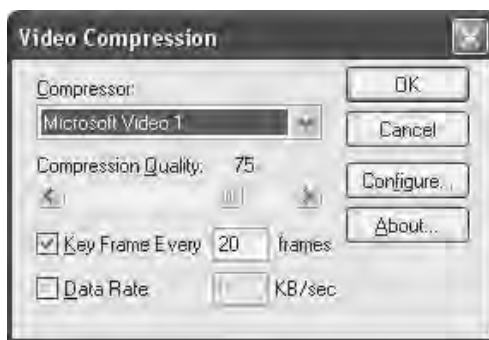 Video Compression
Compressor:
Microsoft Video 1
Compression Quality: 75
Key Frame Every 20 frames
Data Rate KB/sec
OK
Cancel
Configure...
About...